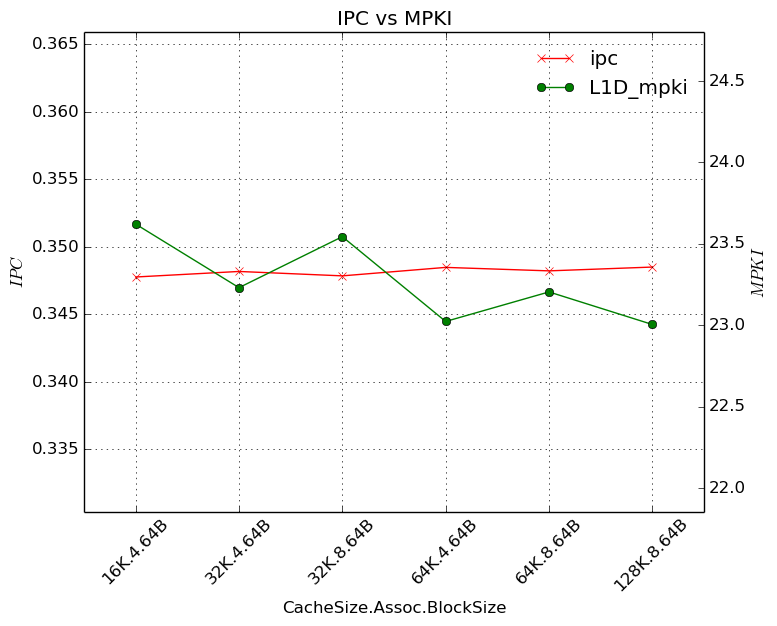 IPC vs MPKI
ipc
L1D_mpki
0.365
0.360
0.355
0.350
0.345
0.340
0.335
IPC
24.5
24.0
23.5
23.0
22.5
22.0
MPKI
16K.4.64B
32K.4.64B
32K.8.64B
64K.4.64B
64K.8.64B
128K.8.64B
CacheSize.Assoc.BlockSize